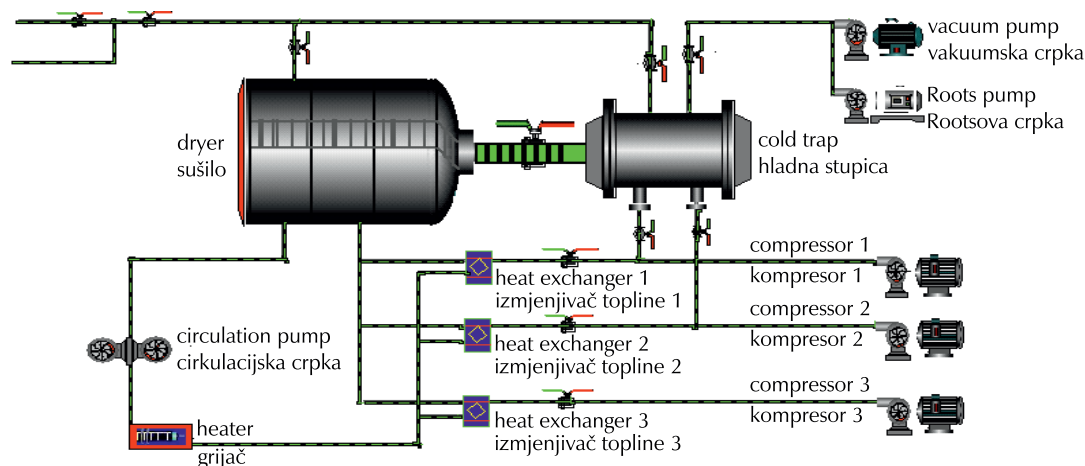 vacuum pump
vakuumska crpka
Roots pump
Rootsova crpka
dryer
sušilo
cold trap
hladna stupica
compressor 1
kompresor 1
heat exchanger 1
izmjenjivač topline 1
compressor 2
kompresor 2
circulation pump
cirkulacijska crpka
heat exchanger 2
izmjenjivač topline 2
compressor 3
kompresor 3
heat exchanger 3
izmjenjivač topline 3
heater
grijač